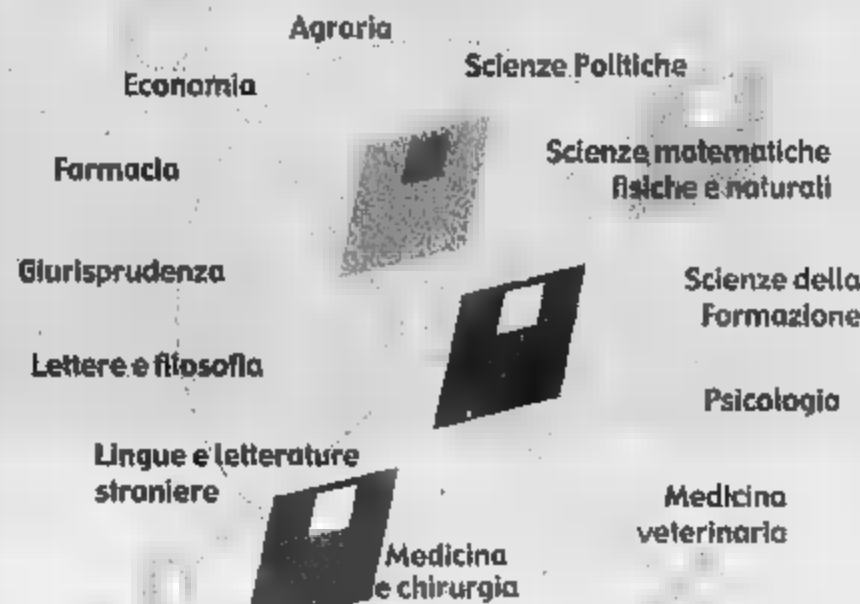 Agraria
Scienze Politiche
Economia
Scienze matematiche
fisiche e naturali
Farmacia
Giurisprudenza
Scienze della
Formazione
Lettere e filosofia
Psicologia
Lingue e letterature
straniere
Medicina
veterinaria
Medicina
e chirurgia